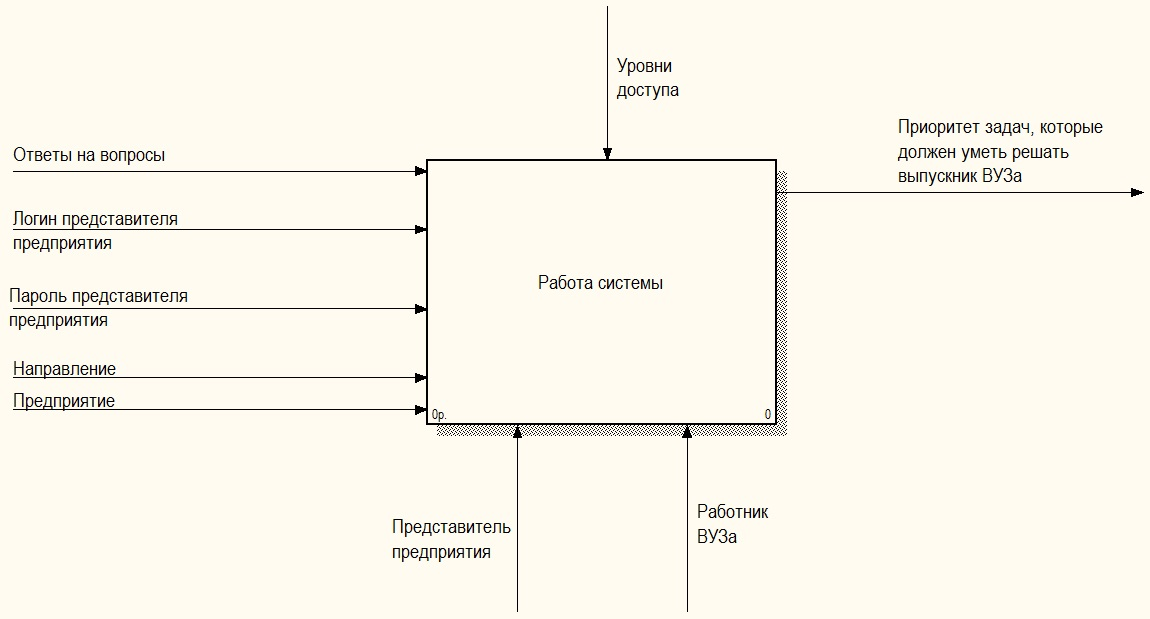 Уровни
доступа
Приоритет задач, которые
должен уметь решать
выпускник ВУЗа
Ответы на вопросы
Логин представителя
предприятия
Пароль представителя
предприятия
Направление
Предприятие
Работа системы
0р.
0
Представитель
предприятия
Работник
ВУЗа